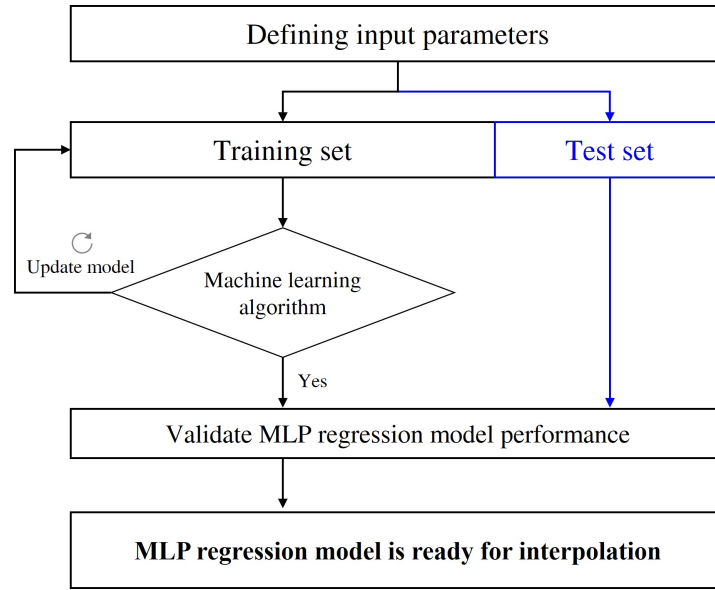 Defining input parameters
Training set
Test set
Update model
Machine learning
algorithm
Yes
Validate MLP regression model performance
MLP regression model is ready for interpolation